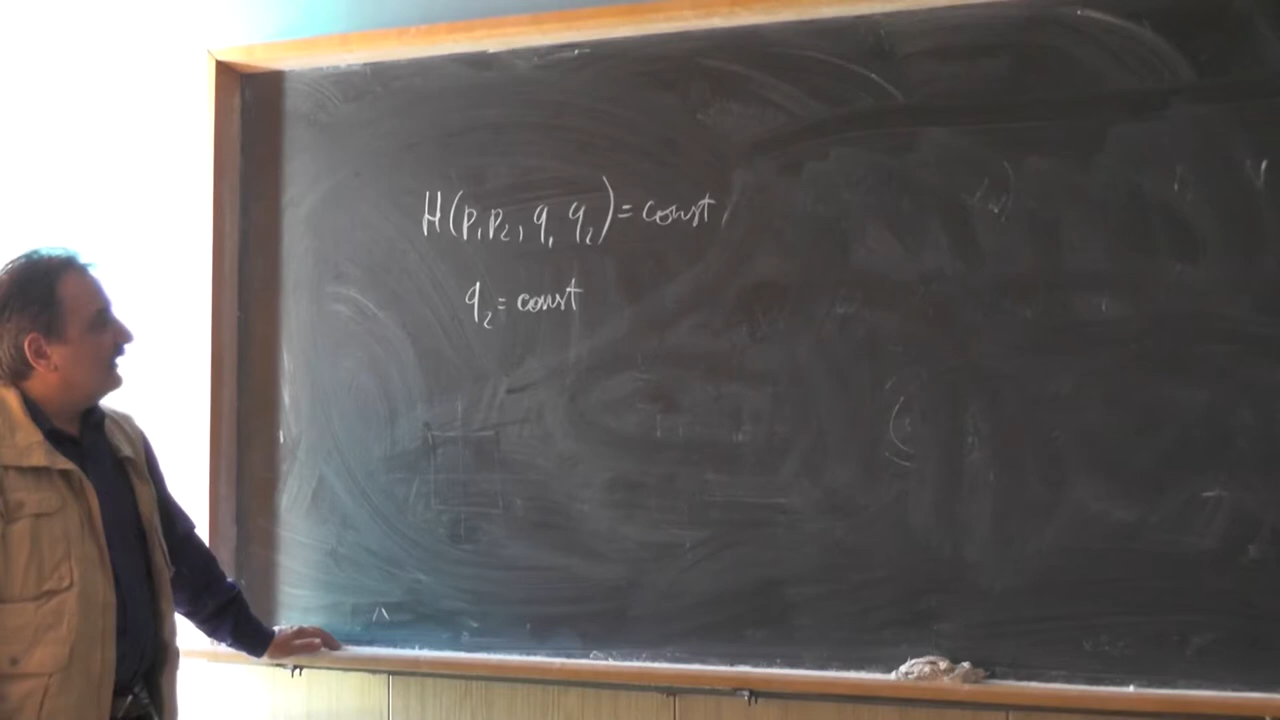 H(p₁p₂, q₁ q₂) = const
q₂ = const